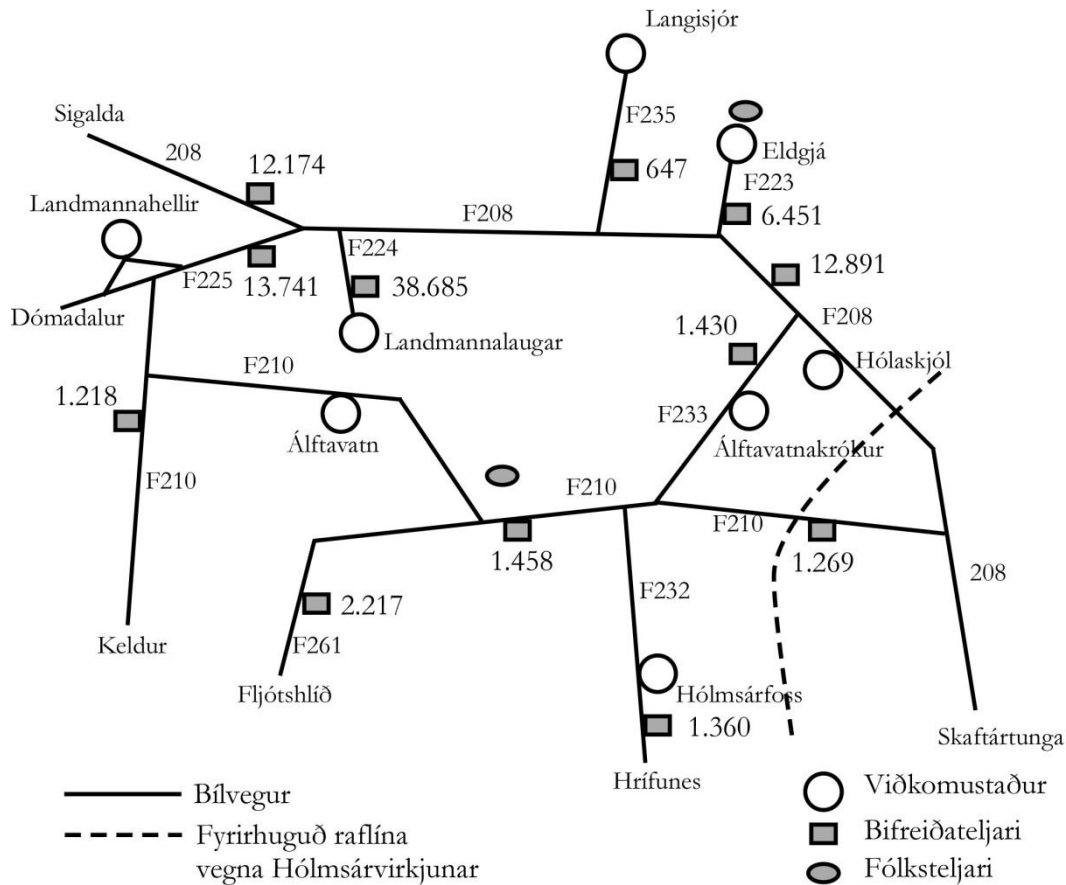 Langisjór
Sigalda
F235
208
12.174
647
Eldgjá
F223
Landmannahellir
6.451
F208
F224
F225
13.741
38.685
12.891
Dómadalur
Landmannalaugar
F208
1.430
Hólaskjól
F210
1.218
F233
Álftavatn
Álftavatnakrókur
F210
F210
F210
1.458
1.269
208
F232
2.217
Keldur
F261
Fljótshlíð
Hólmsárfoss
1.360
Skaftártunga
Hrífunes
Bílvegur
Fyrirhuguð raflína
vegna Hólmsárvirkjunar
Viðkomustaður
Bifreiðateljari
Fólksteljari